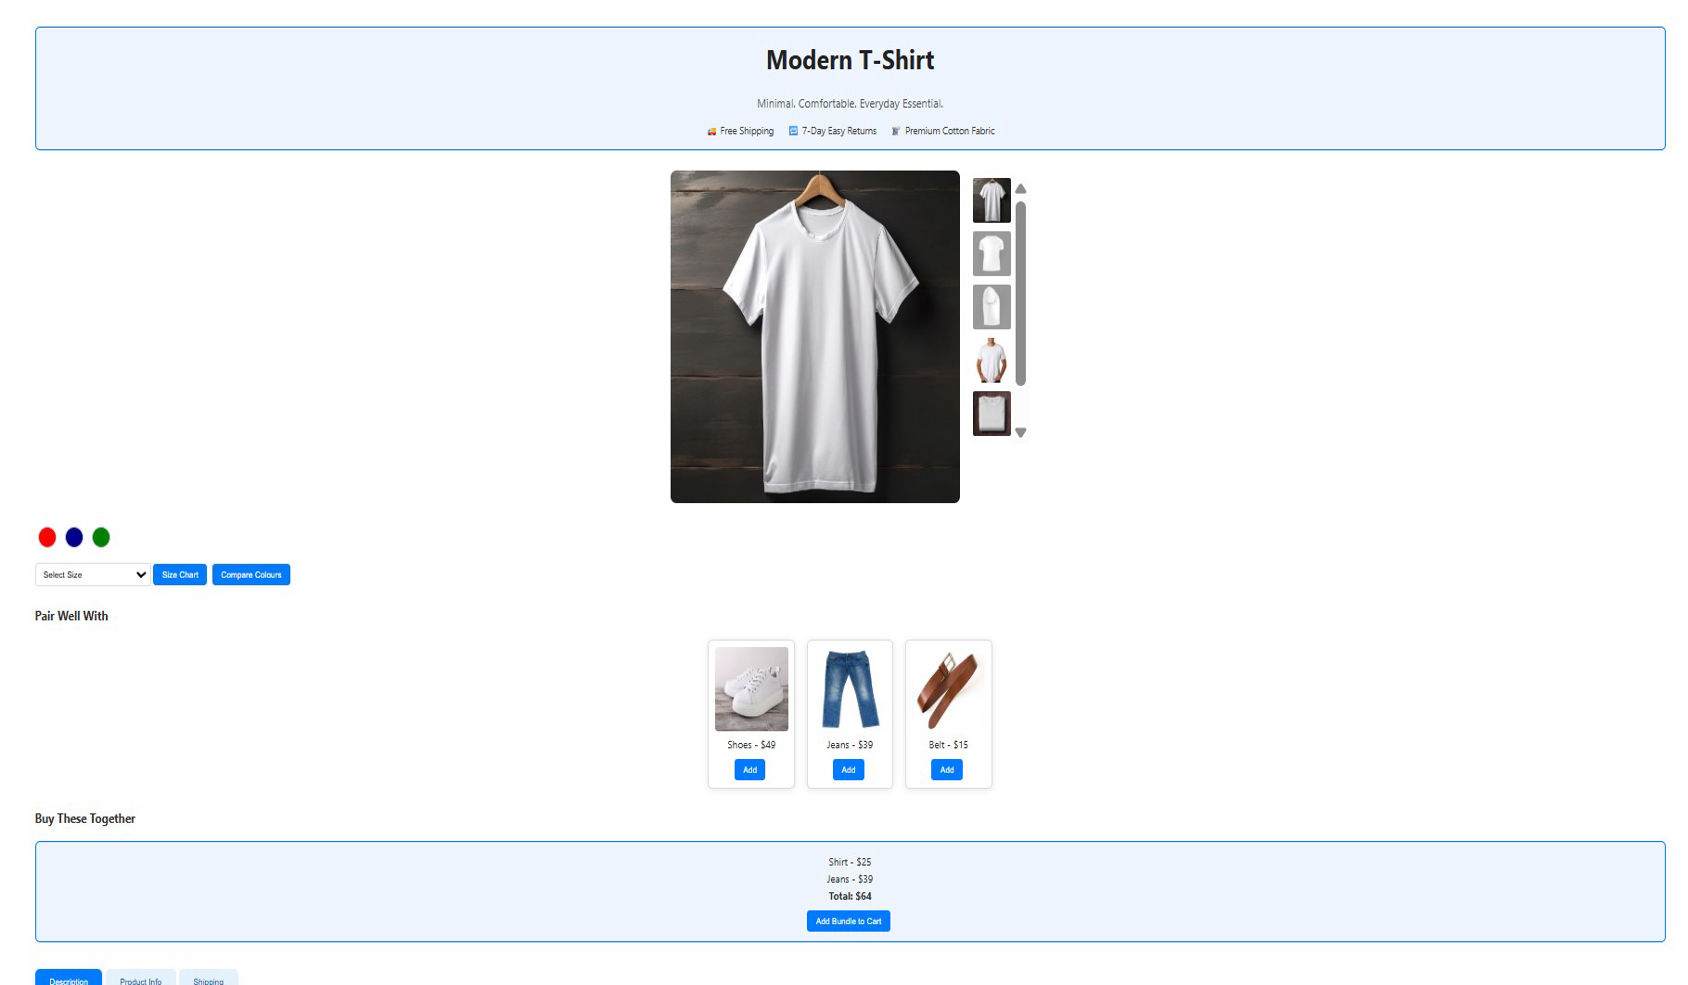 Modern T-Shirt
Minimal. Comfortable. Everyday Essential.
Free Shipping 7-Day Easy Returns Premium Cotton Fabric
Select Size Size Chart Compare Colours
Pair Well With
Shoes - $49 Jeans - $39 Belt - $15
Add Add Add
Buy These Together
Shirt - $25
Jeans - $39
Total: $64
Add Bundle to Cart
Description Product Info Shipping